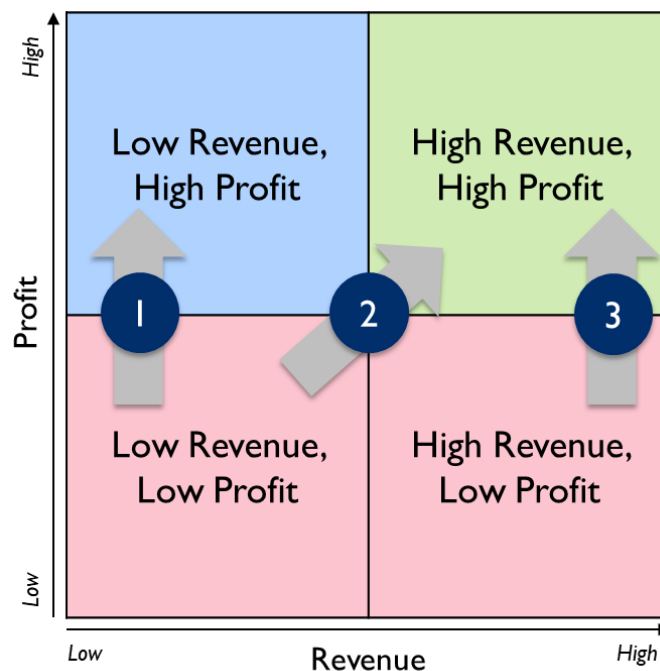 High
Low Revenue,
High Profit
High Revenue,
High Profit
Profit
1
2
3
Low Revenue,
Low Profit
High Revenue,
Low Profit
Low
Low
Revenue
High